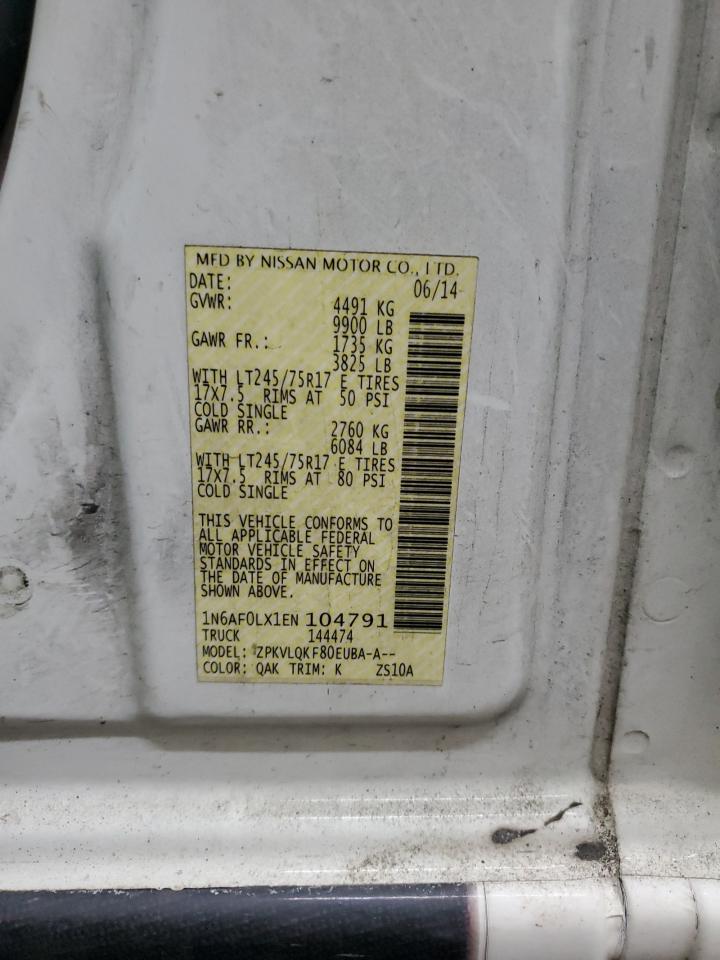 MFD BY NISSAN MOTOR CO., LTD.
DATE: 06/14
GVWR: 4491 KG
9900 LB
GAWR FR.: 1735 KG
3825 LB
WITH LT245/75R17 E TIRES
17X7.5 RIMS AT 50 PSI
COLD SINGLE
GAWR RR.: 2760 KG
6084 LB
WITH LT245/75R17 E TIRES
17X7.5 RIMS AT 80 PSI
COLD SINGLE
THIS VEHICLE CONFORMS TO
ALL APPLICABLE FEDERAL
MOTOR VEHICLE SAFETY
STANDARDS IN EFFECT ON
THE DATE OF MANUFACTURE
SHOWN ABOVE.
1N6AF0LX1EN 104791
TRUCK 144474
MODEL: ZPKVLQKF80EUBA-A--
COLOR: QAK TRIM: K ZS10A